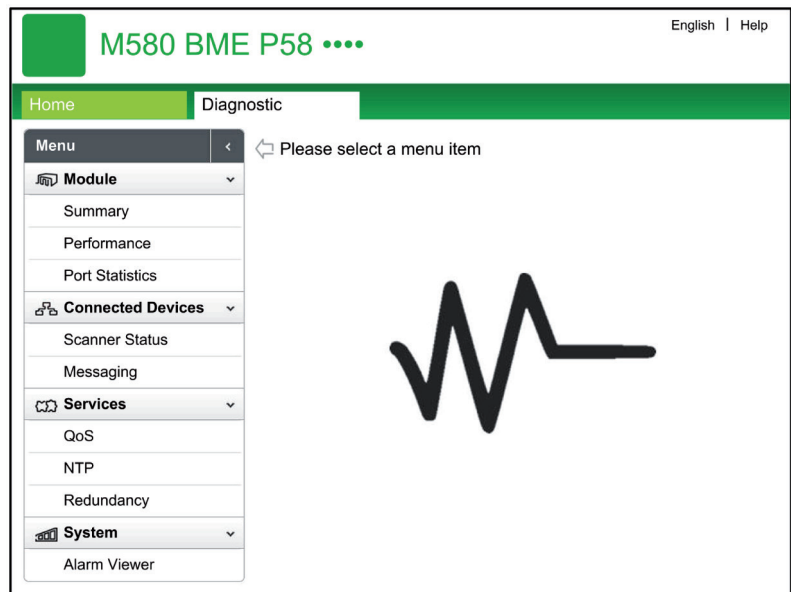 M580 BME P58 ••••
English | Help
Home
Diagnostic
Menu
Please select a menu item
Module
Summary
Performance
Port Statistics
Connected Devices
Scanner Status
Messaging
Services
QoS
NTP
Redundancy
System
Alarm Viewer